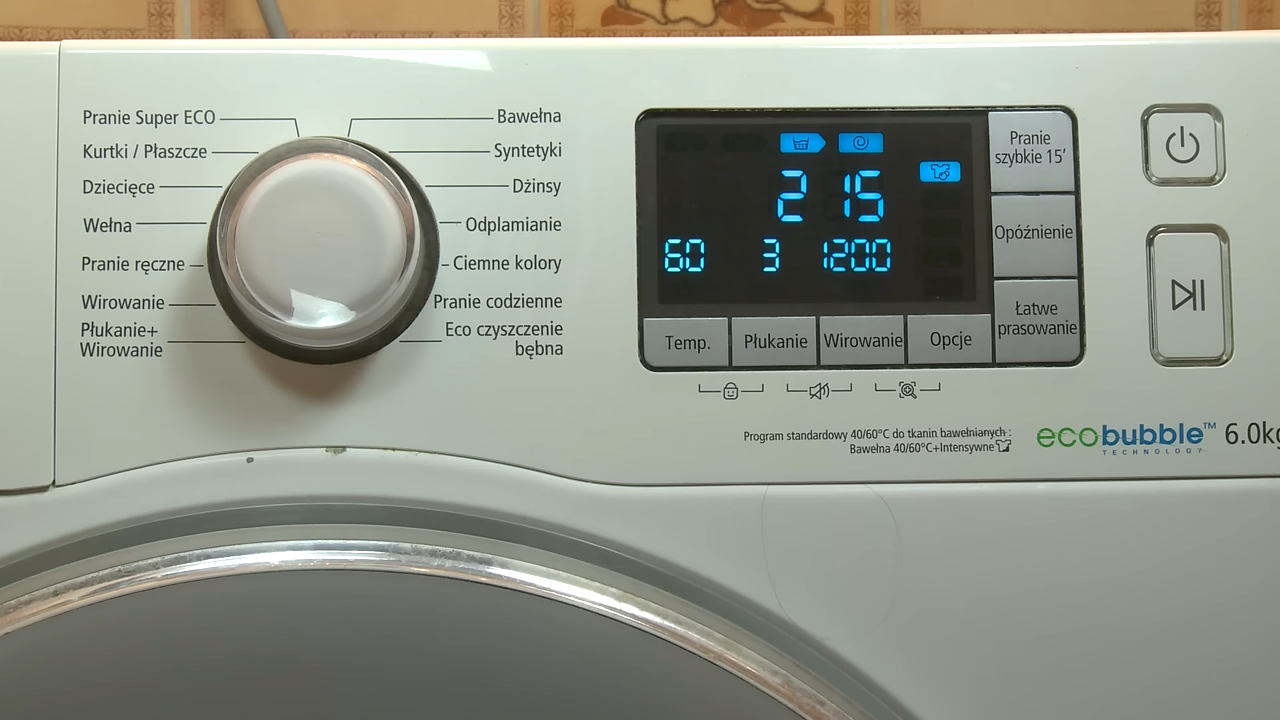 Pranie Super ECO
Kurtki / Płaszcze
Dziecięce
Wełna
Pranie ręczne
Wirowanie
Płukanie+
Wirowanie
Bawełna
Syntetyki
Dżinsy
Odplamianie
Ciemne kolory
Pranie codzienne
Eco czyszczenie
bębna
2 15
60 3 1200
Temp.
Płukanie
Wirowanie
Opcje
Pranie
szybkie 15'
Opóźnienie
Łatwe
prasowanie
Program standardowy 40/60°C do tkanin bawełnianych :
Bawełna 40/60°C+Intensywne
ecobubble™ 6.0kg
TECHNOLOGY